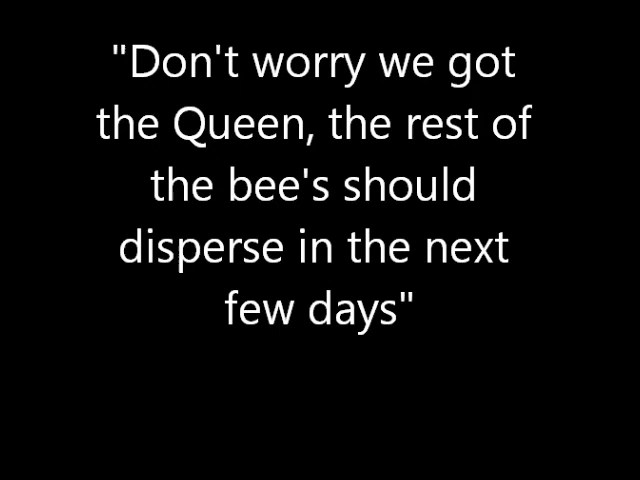 "Don't worry we got
the Queen, the rest of
the bee's should
disperse in the next
few days"